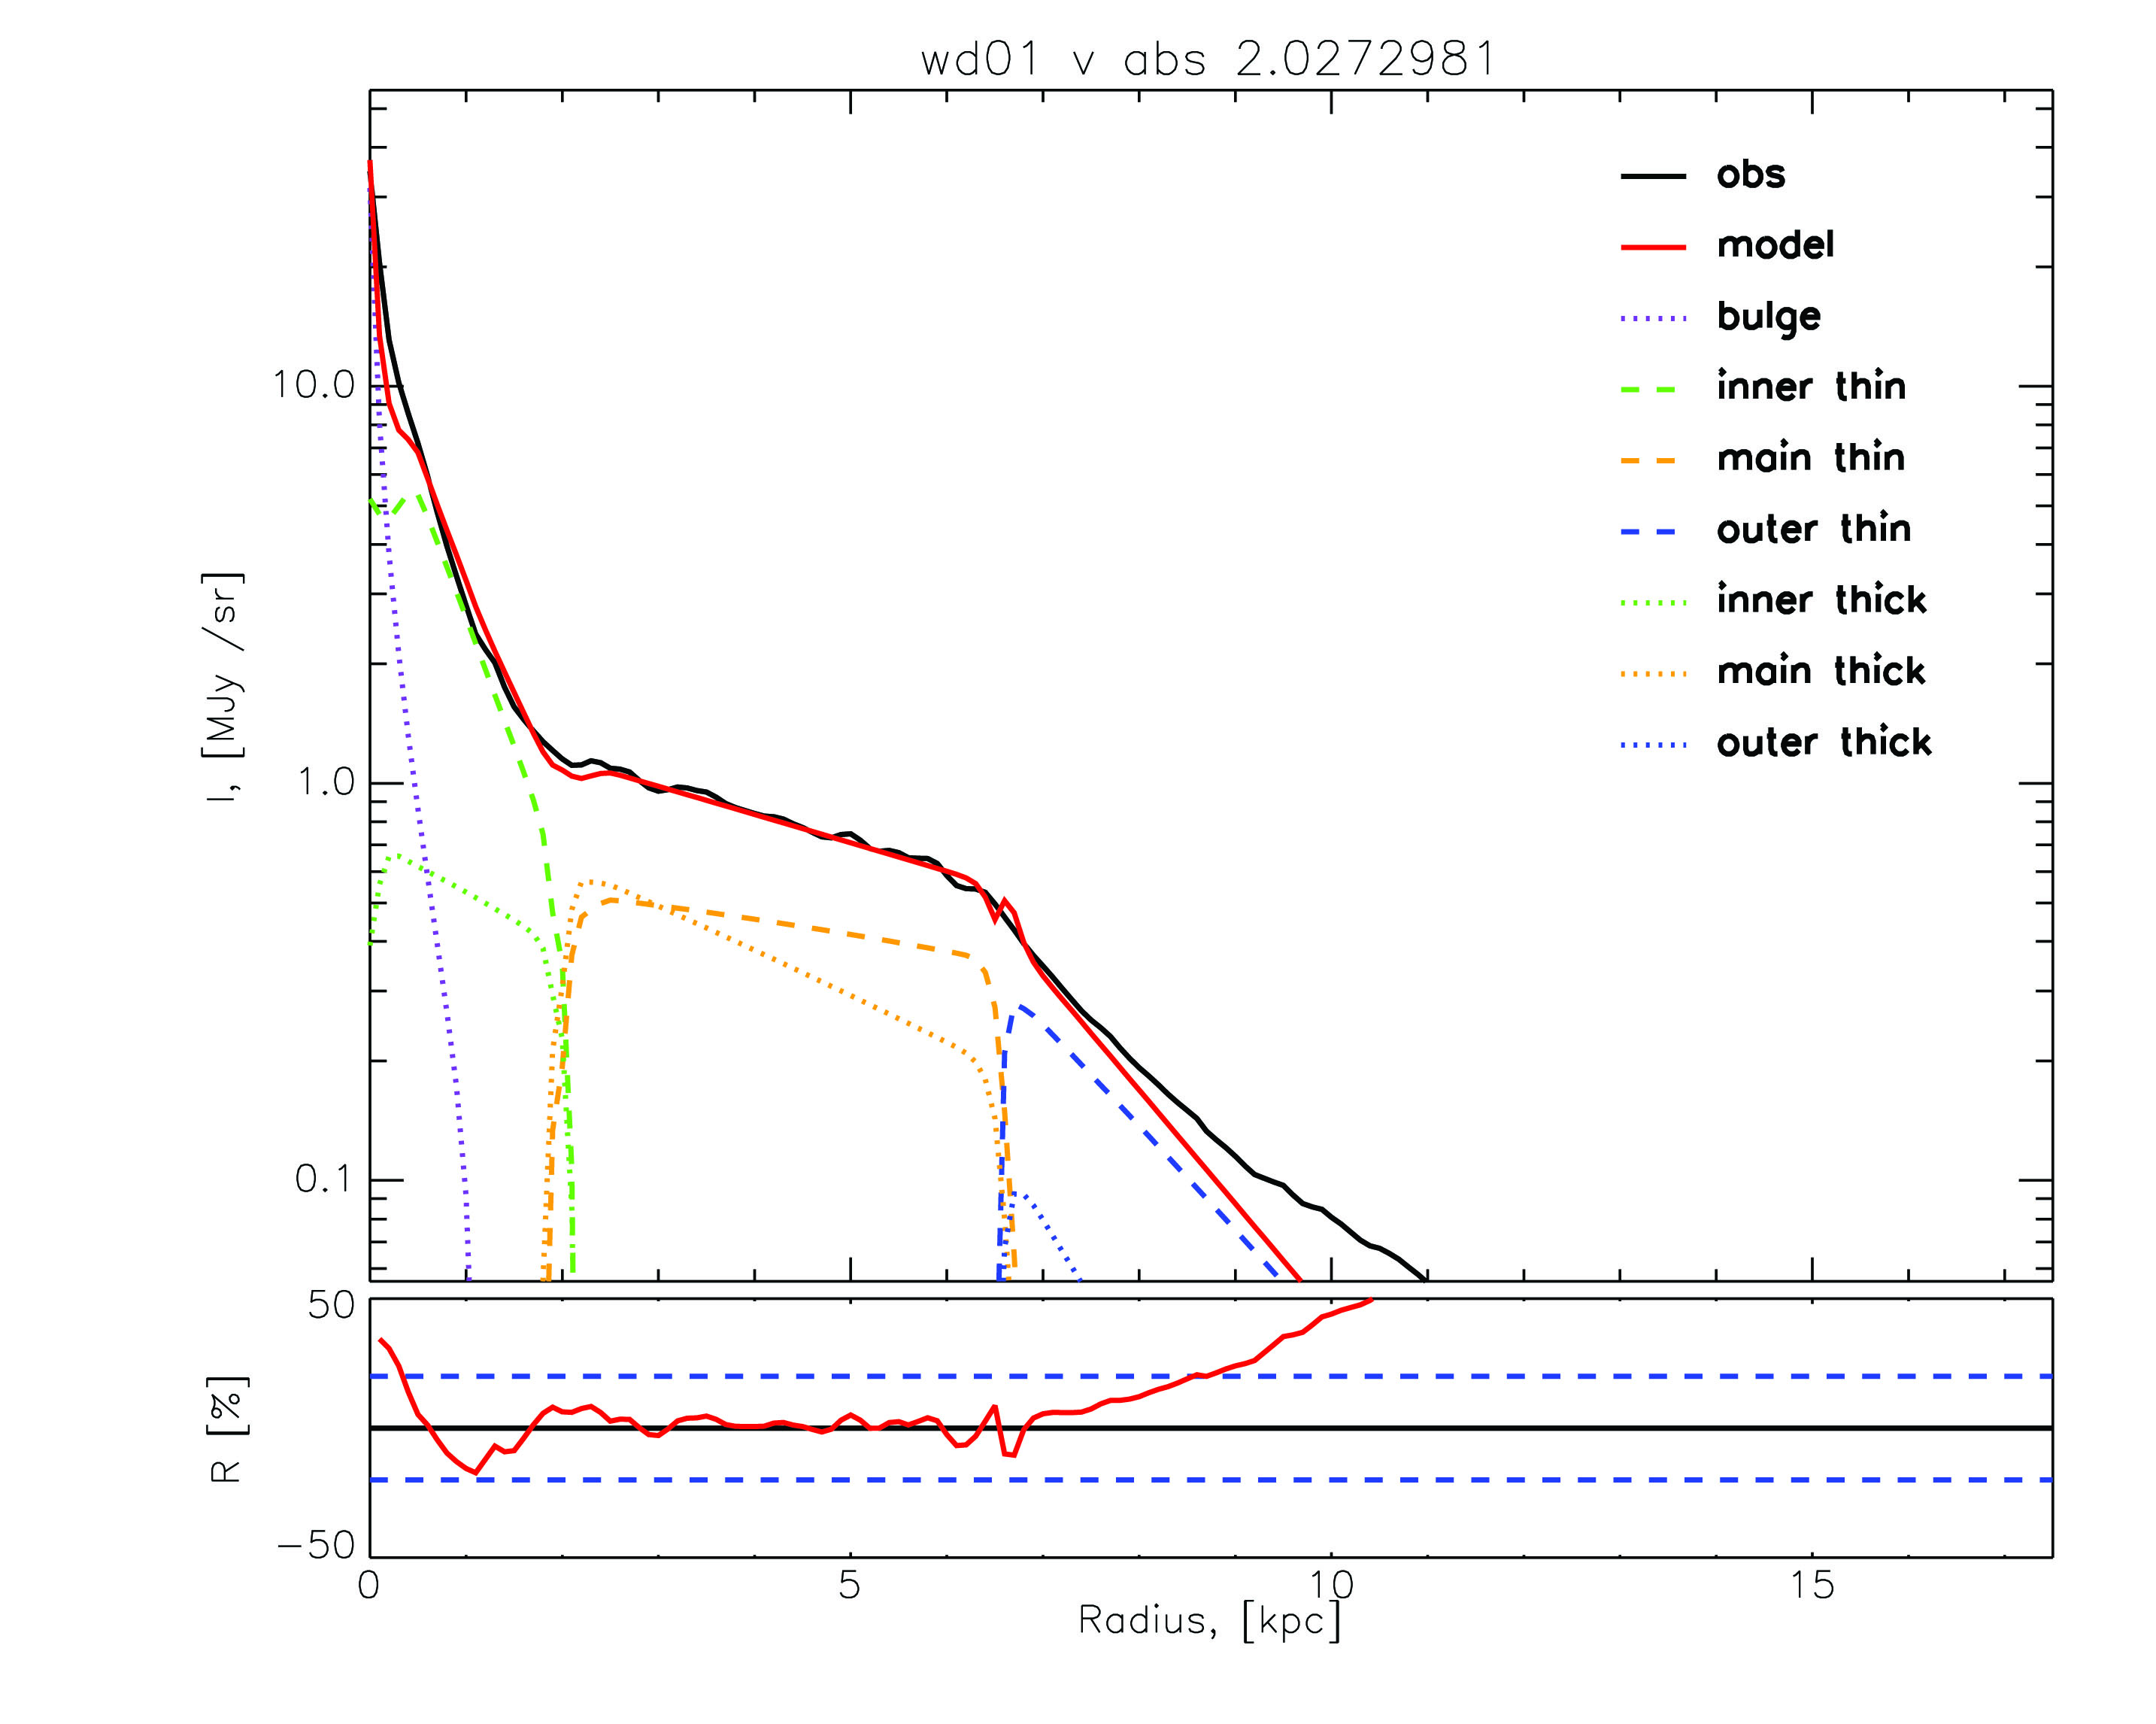 wd01 v abs 2.0272981
obs
model
bulge
inner thin
main thin
outer thin
inner thick
main thick
outer thick
10.0
1.0
0.1
I, [MJy /sr]
50
-50
R [%]
0 5 10 15
Radius, [kpc]